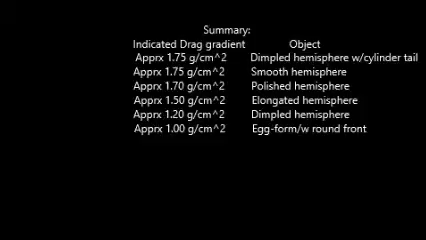 Summary:
Indicated Drag gradient Object
Apprx 1.75 g/cm^2 Dimpled hemisphere w/cylinder tail
Apprx 1.75 g/cm^2 Smooth hemisphere
Apprx 1.70 g/cm^2 Polished hemisphere
Apprx 1.50 g/cm^2 Elongated hemisphere
Apprx 1.20 g/cm^2 Dimpled hemisphere
Apprx 1.00 g/cm^2 Egg-form/w round front